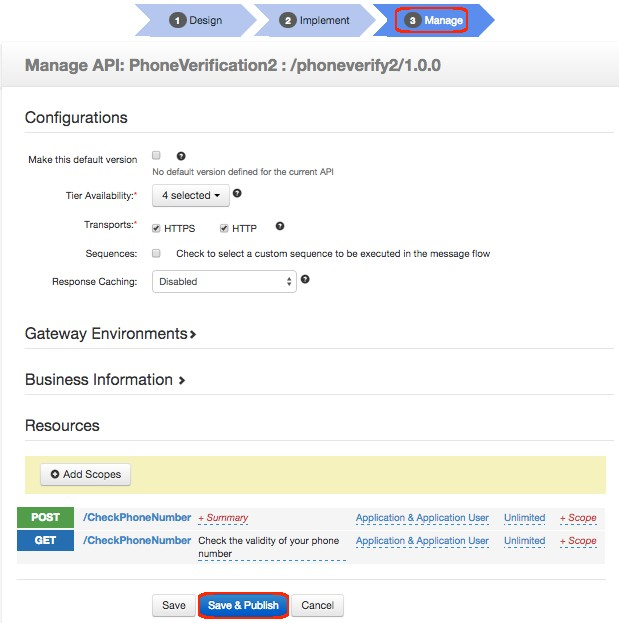 1 Design 2 Implement 3 Manage
Manage API: PhoneVerification2 : /phoneverify2/1.0.0
Configurations
Make this default version ?
No default version defined for the current API
Tier Availability:* 4 selected ?
Transports:* HTTPS HTTP ?
Sequences: Check to select a custom sequence to be executed in the message flow
Response Caching: Disabled ?
Gateway Environments
Business Information
Resources
Add Scopes
POST /CheckPhoneNumber + Summary Application & Application User Unlimited + Scope
GET /CheckPhoneNumber Check the validity of your phone Application & Application User Unlimited + Scope
number
Save Save & Publish Cancel